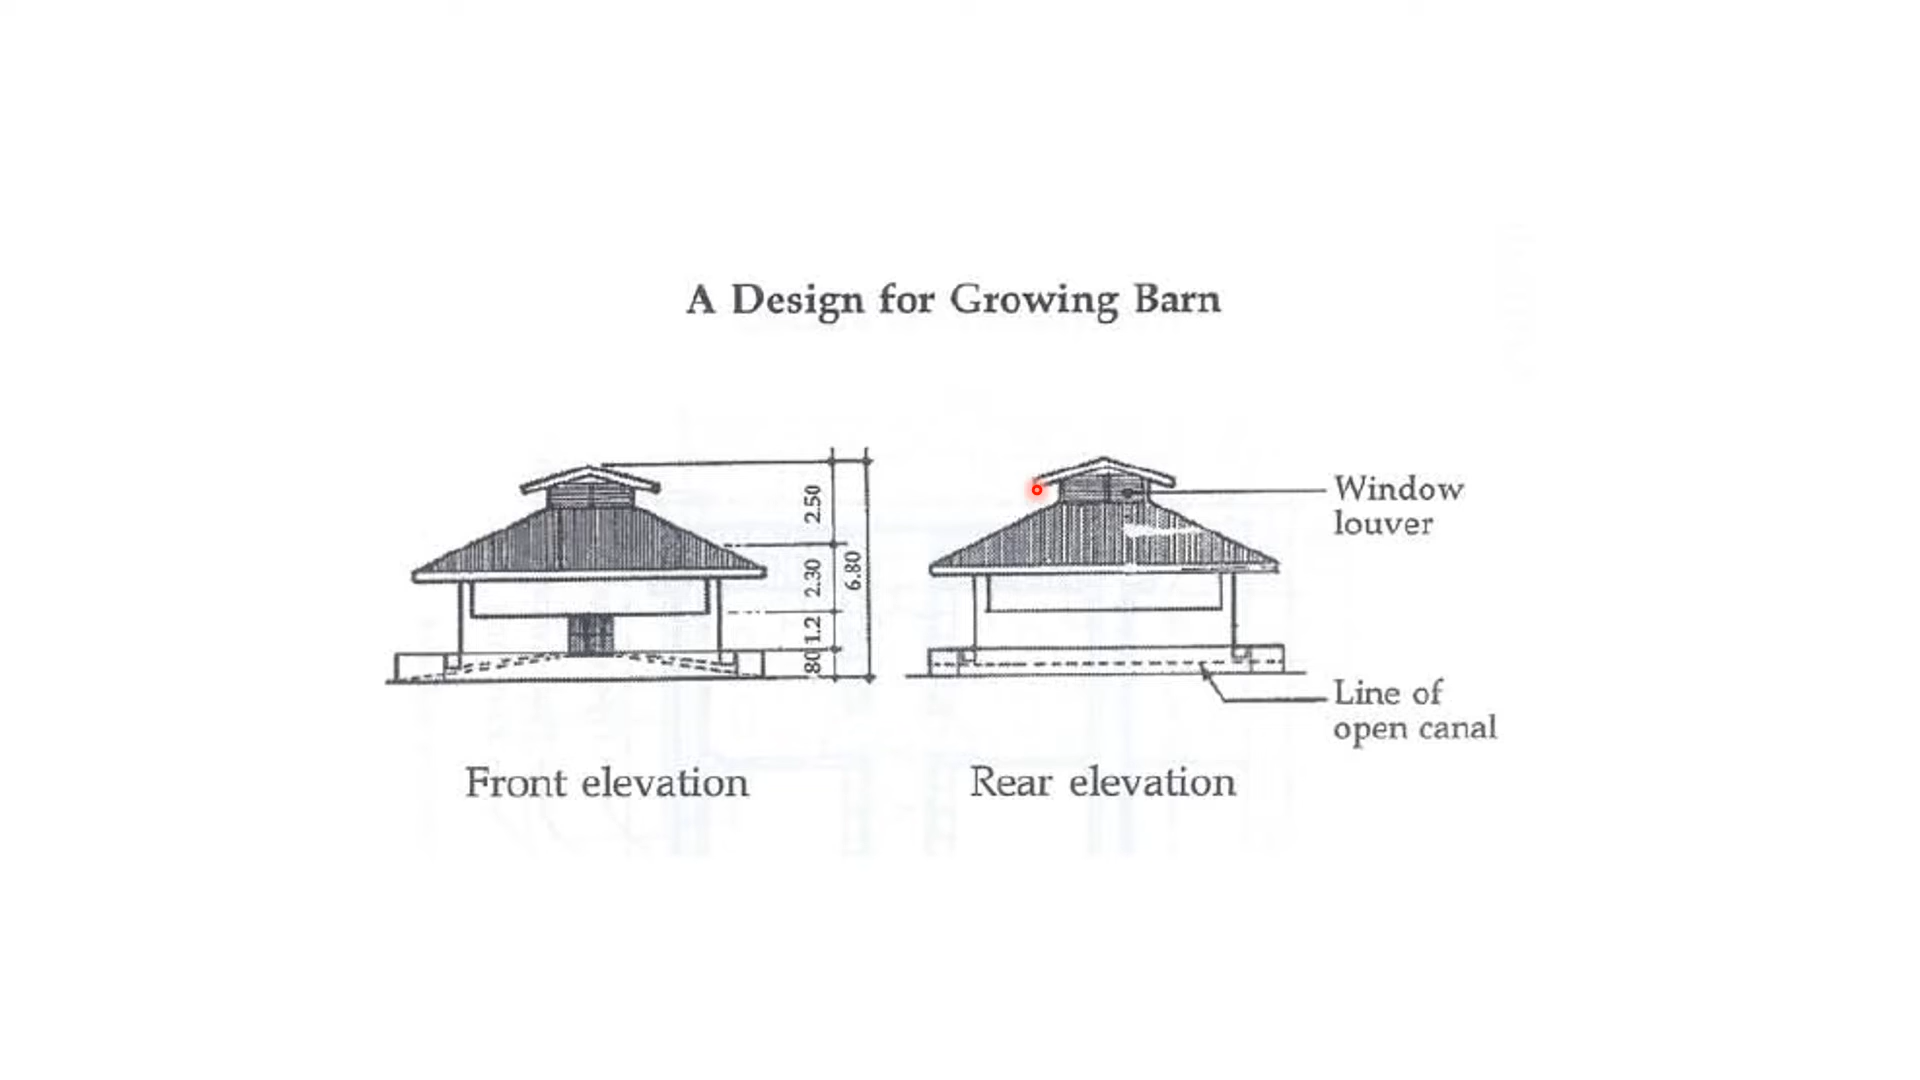 A Design for Growing Barn
2.50
2.30
6.80
1.2
.80
Window
louver
Line of
open canal
Front elevation
Rear elevation